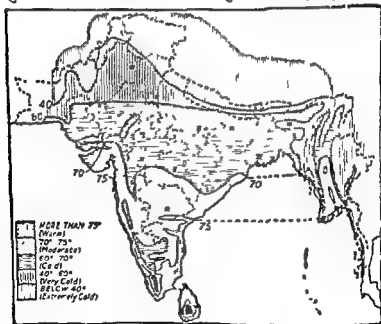 40
60
70
75
70
75
MORE THAN 75°
(Warm)
70° 75°
(Moderate)
60° 70°
(Cold)
40° 60°
(Very Cold)
BELOW 40°
(Extremely Cold)